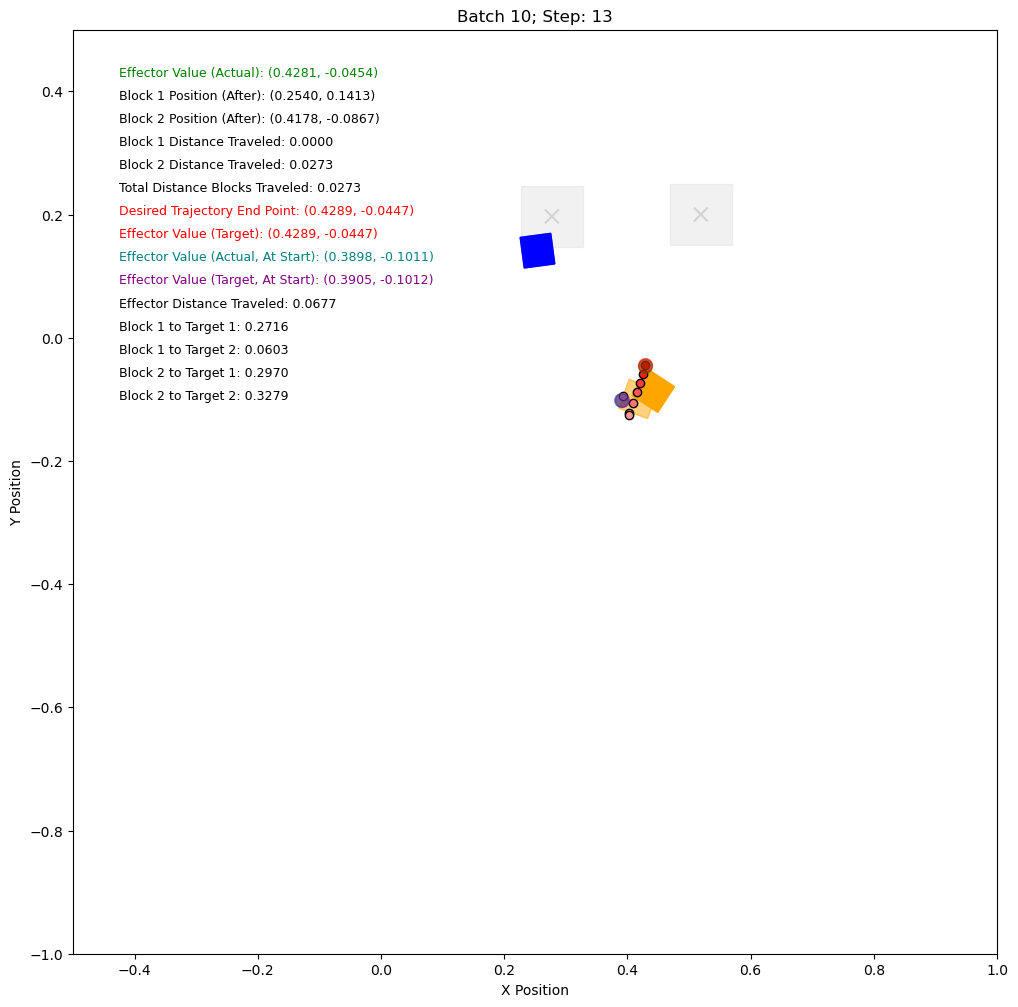 Batch 10; Step: 13
Effector Value (Actual): (0.4281, -0.0454)
Block 1 Position (After): (0.2540, 0.1413)
Block 2 Position (After): (0.4178, -0.0867)
Block 1 Distance Traveled: 0.0000
Block 2 Distance Traveled: 0.0273
Total Distance Blocks Traveled: 0.0273
Desired Trajectory End Point: (0.4289, -0.0447)
Effector Value (Target): (0.4289, -0.0447)
Effector Value (Actual, At Start): (0.3898, -0.1011)
Effector Value (Target, At Start): (0.3905, -0.1012)
Effector Distance Traveled: 0.0677
Block 1 to Target 1: 0.2716
Block 1 to Target 2: 0.0603
Block 2 to Target 1: 0.2970
Block 2 to Target 2: 0.3279
Y Position
0.4
0.2
0.0
−0.2
−0.4
−0.6
−0.8
−1.0
−0.4
−0.2
0.0
0.2
0.4
0.6
0.8
1.0
X Position